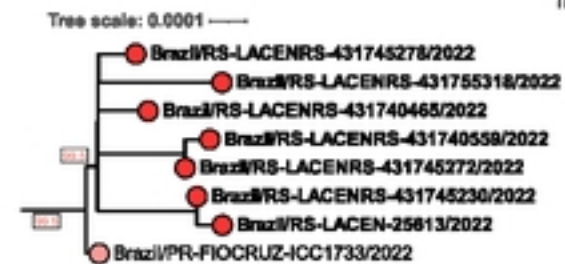 Tree scale: 0.0001
Brazil/RS-LACENRS-431745278/2022
Brazil/RS-LACENRS-431755318/2022
Brazil/RS-LACENRS-431740465/2022
Brazil/RS-LACENRS-431740559/2022
Brazil/RS-LACENRS-431745272/2022
Brazil/RS-LACENRS-431745230/2022
Brazil/RS-LACEN-25613/2022
Brazil/PR-FIOCRUZ-ICC1733/2022